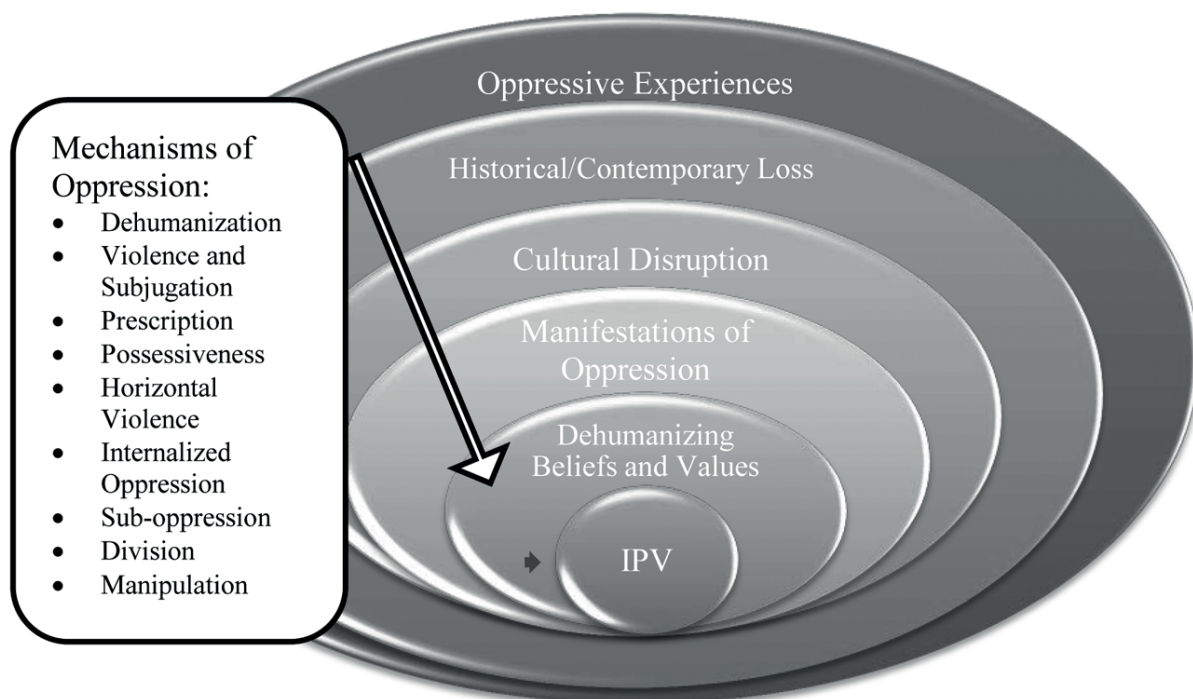 Mechanisms of
Oppression:
• Dehumanization
• Violence and
Subjugation
• Prescription
• Possessiveness
• Horizontal
Violence
• Internalized
Oppression
• Sub-oppression
• Division
• Manipulation
Oppressive Experiences
Historical/Contemporary Loss
Cultural Disruption
Manifestations of
Oppression
Dehumanizing
Beliefs and Values
IPV